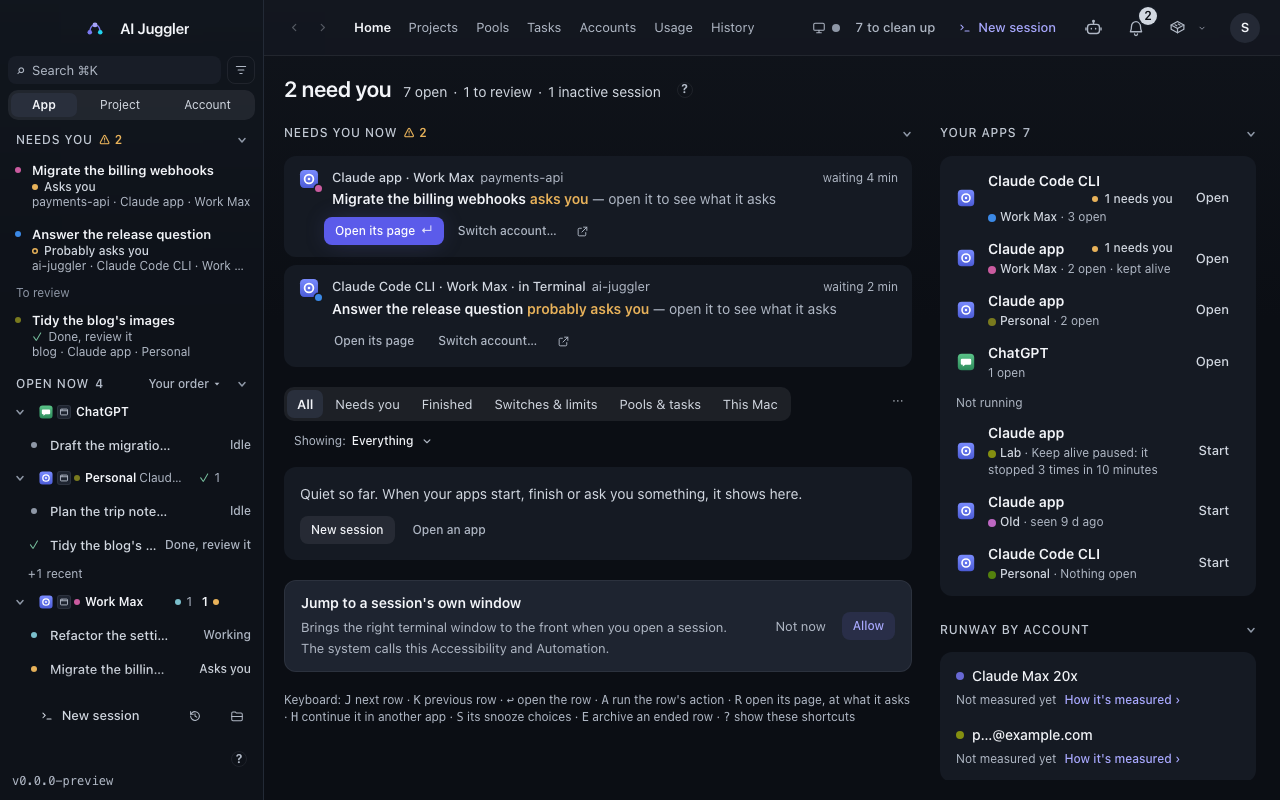 AI Juggler
Search ⌘K
App Project Account
NEEDS YOU 2
Migrate the billing webhooks
Asks you
payments-api · Claude app · Work Max
Answer the release question
Probably asks you
ai-juggler · Claude Code CLI · Work ...
To review
Tidy the blog's images
Done, review it
blog · Claude app · Personal
OPEN NOW 4 Your order
ChatGPT
Draft the migratio... Idle
Personal Claud... 1
Plan the trip note... Idle
Tidy the blog's ... Done, review it
+1 recent
Work Max 1 1
Refactor the setti... Working
Migrate the billin... Asks you
New session
?
v0.0.0-preview
Home Projects Pools Tasks Accounts Usage History
7 to clean up
New session
2
S
2 need you 7 open · 1 to review · 1 inactive session ?
NEEDS YOU NOW 2
Claude app · Work Max payments-api waiting 4 min
Migrate the billing webhooks asks you — open it to see what it asks
Open its page ↵ Switch account...
Claude Code CLI · Work Max · in Terminal ai-juggler waiting 2 min
Answer the release question probably asks you — open it to see what it asks
Open its page Switch account...
All Needs you Finished Switches & limits Pools & tasks This Mac ...
Showing: Everything
Quiet so far. When your apps start, finish or ask you something, it shows here.
New session Open an app
Jump to a session's own window
Brings the right terminal window to the front when you open a session.
The system calls this Accessibility and Automation.
Not now Allow
Keyboard: J next row · K previous row · ↩ open the row · A run the row's action · R open its page, at what it asks
· H continue it in another app · S its snooze choices · E archive an ended row · ? show these shortcuts
YOUR APPS 7
Claude Code CLI
1 needs you
Work Max · 3 open
Open
Claude app 1 needs you
Work Max · 2 open · kept alive
Open
Claude app
Personal · 2 open
Open
ChatGPT
1 open
Open
Not running
Claude app
Lab · Keep alive paused: it
stopped 3 times in 10 minutes
Start
Claude app
Old · seen 9 d ago
Start
Claude Code CLI
Personal · Nothing open
Start
RUNWAY BY ACCOUNT
Claude Max 20x
Not measured yet How it's measured ›
p...@example.com
Not measured yet How it's measured ›